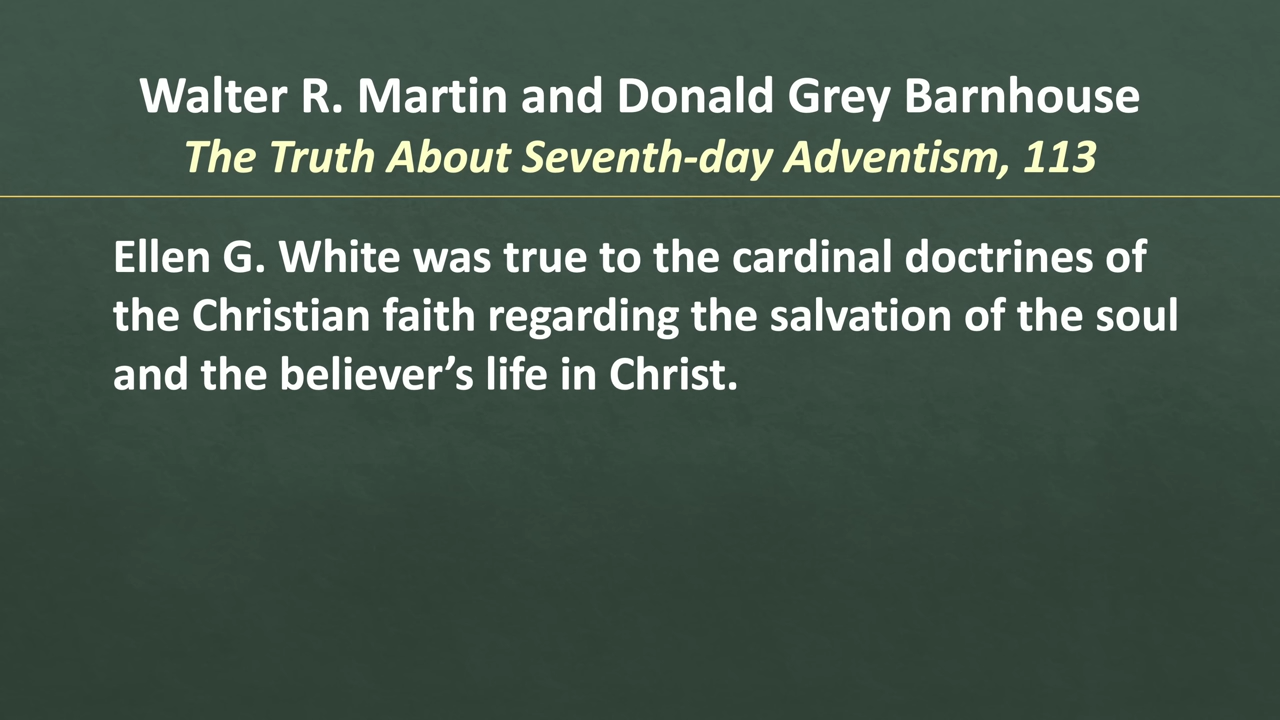 Walter R. Martin and Donald Grey Barnhouse
The Truth About Seventh-day Adventism, 113
Ellen G. White was true to the cardinal doctrines of
the Christian faith regarding the salvation of the soul
and the believer’s life in Christ.